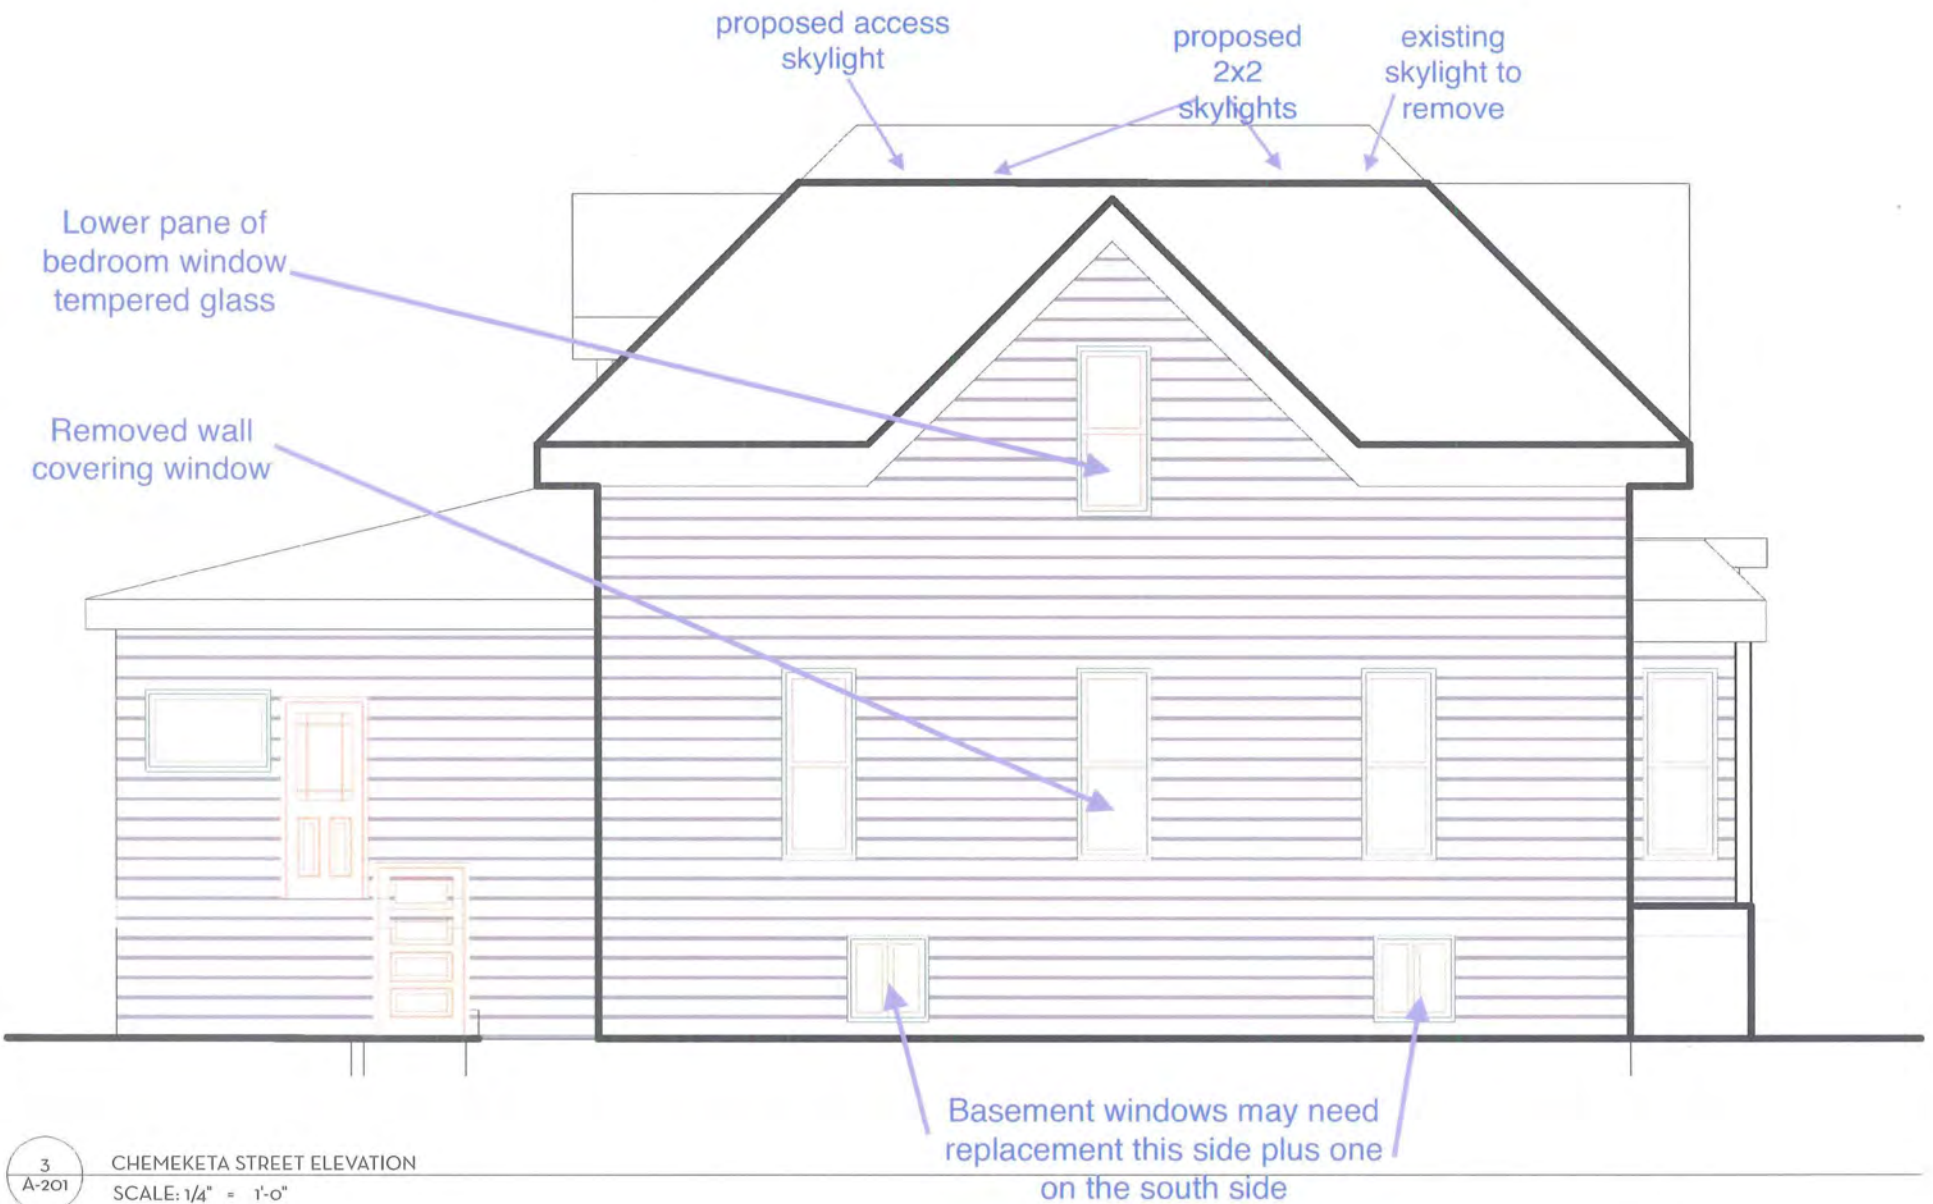 proposed access
skylight
proposed
2x2
skylights
existing
skylight to
remove
Lower pane of
bedroom window
tempered glass
Removed wall
covering window
Basement windows may need
replacement this side plus one
on the south side
3
A-201
CHEMEKETA STREET ELEVATION
SCALE: 1/4" = 1'-0"